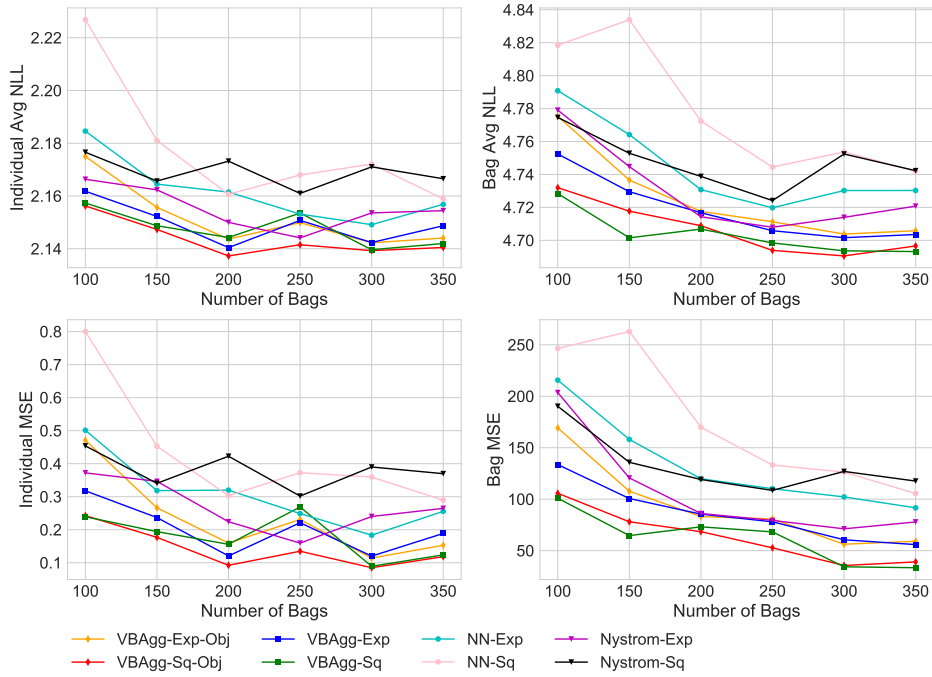 Individual Avg NLL
2.22
2.20
2.18
2.16
2.14
100 150 200 250 300 350
Number of Bags
Bag Avg NLL
4.84
4.82
4.80
4.78
4.76
4.74
4.72
4.70
100 150 200 250 300 350
Number of Bags
Individual MSE
0.8
0.7
0.6
0.5
0.4
0.3
0.2
0.1
100 150 200 250 300 350
Number of Bags
Bag MSE
250
200
150
100
50
100 150 200 250 300 350
Number of Bags
VBAgg-Exp-Obj VBAgg-Exp NN-Exp Nystrom-Exp
VBAgg-Sq-Obj VBAgg-Sq NN-Sq Nystrom-Sq